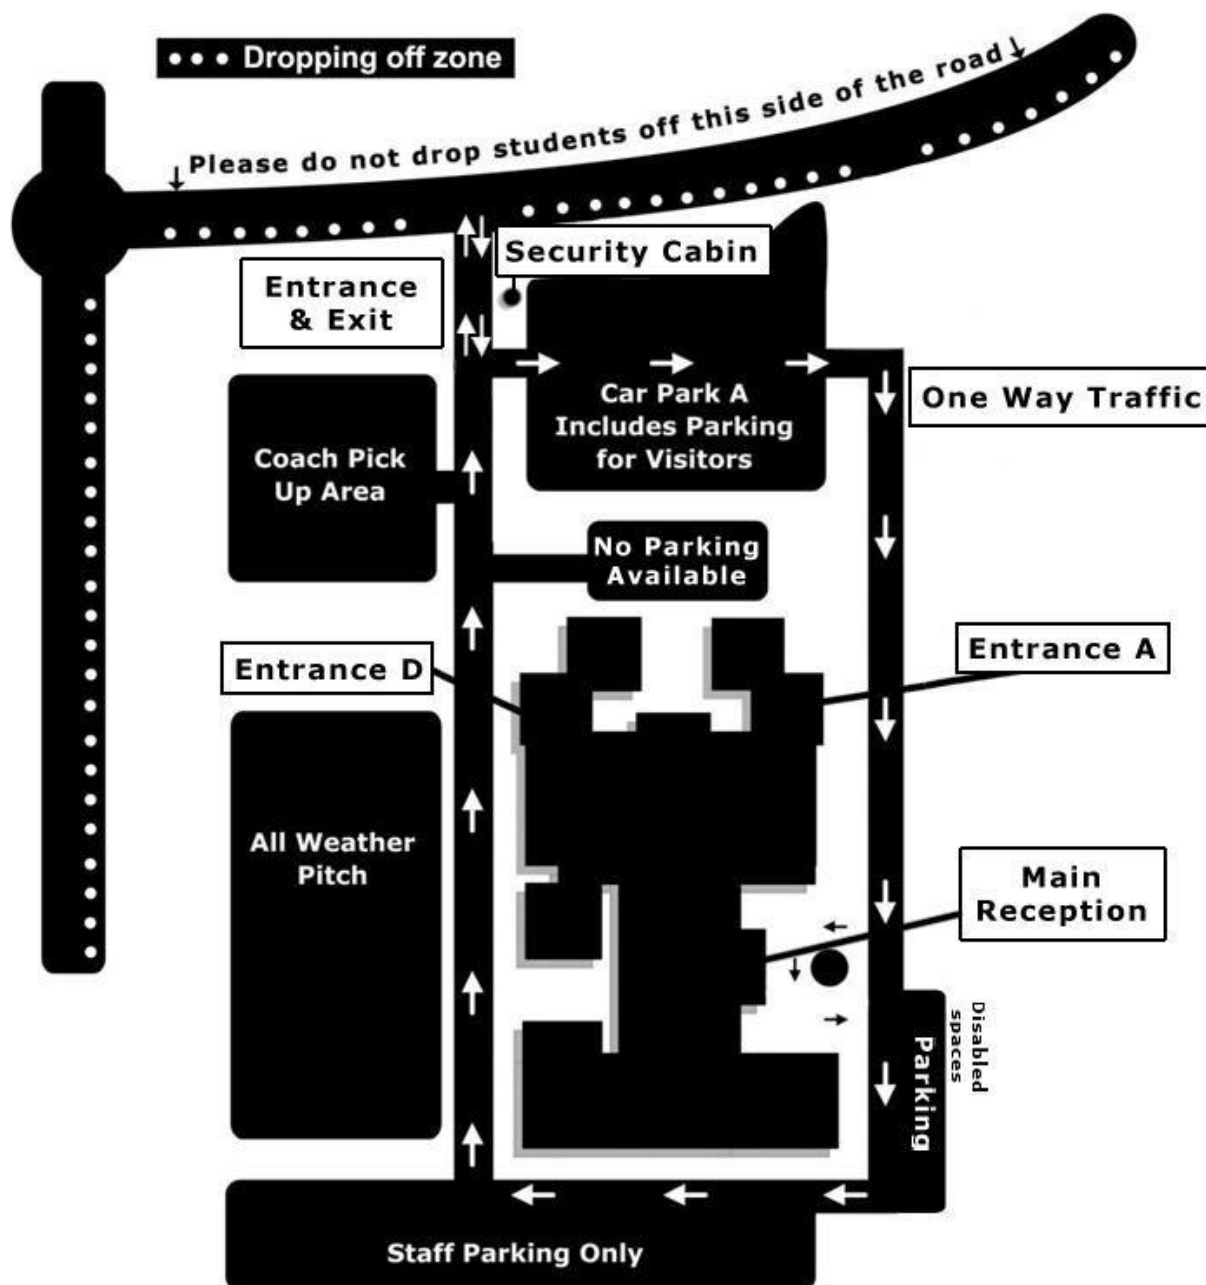 Dropping off zone
Please do not drop students off this side of the road
Security Cabin
Entrance
& Exit
One Way Traffic
Car Park A
Includes Parking
for Visitors
Coach Pick
Up Area
No Parking
Available
Entrance A
Entrance D
All Weather
Pitch
Main
Reception
Disabled
spaces
Parking
Staff Parking Only